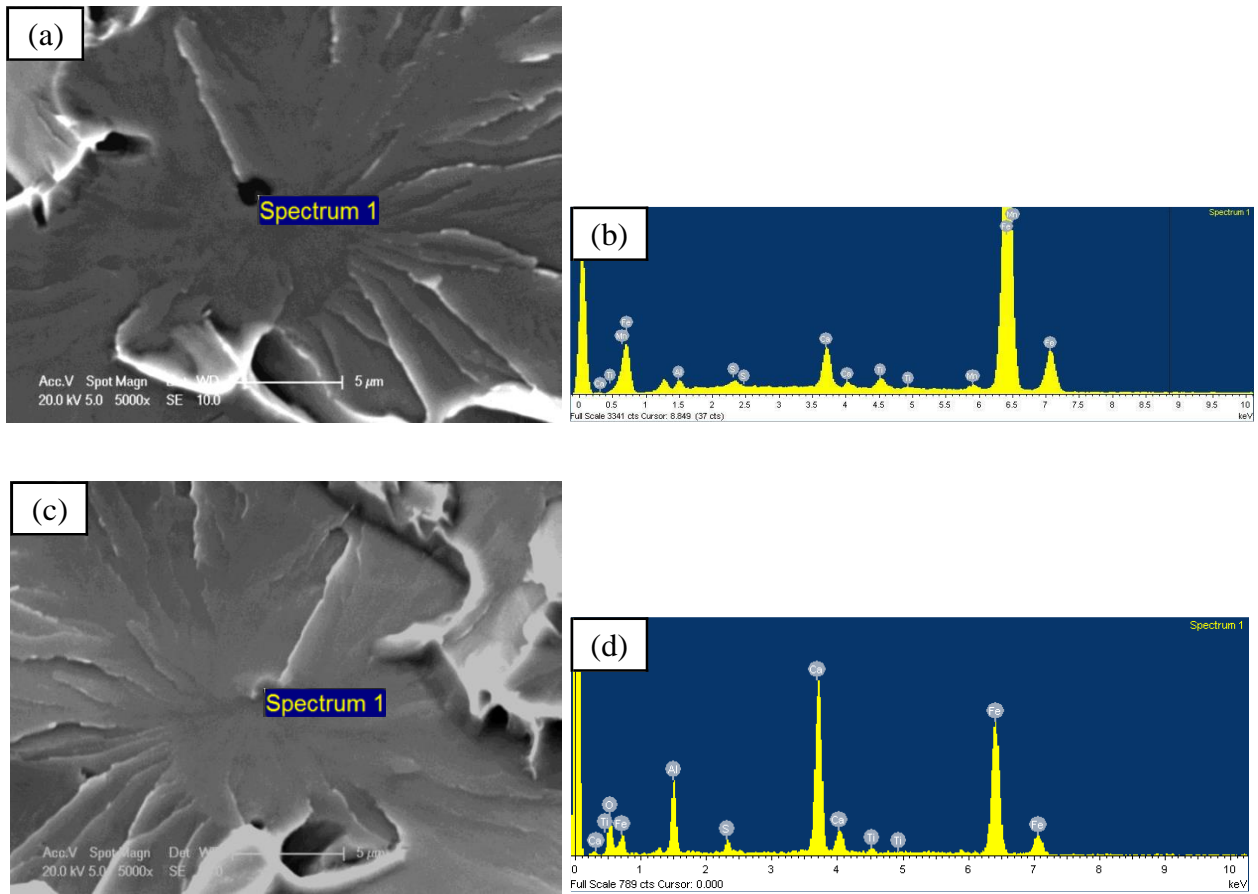 (a)
Spectrum 1
Acc.V Spot Magn Det WD
20.0 kV 5.0 5000x SE 10.0
5 µm
(b)
Spectrum 1
Mn
Fe
Fe
Mn
Ca
Ti
Al
S
S
Ca
Ca
Ti
Ti
Mn
Fe
0 0.5 1 1.5 2 2.5 3 3.5 4 4.5 5 5.5 6 6.5 7 7.5 8 8.5 9 9.5 10
Full Scale 3341 cts Cursor: 8.849 (37 cts)
keV
(c)
Spectrum 1
Acc.V Spot Magn Det WD
20.0 kV 5.0 5000x SE 10.0
5 µm
(d)
Spectrum 1
Ca
Fe
Al
O
Ti
Fe
Ca
S
Ca
Ti
Ti
Fe
0 1 2 3 4 5 6 7 8 9 10
Full Scale 789 cts Cursor: 0.000
keV